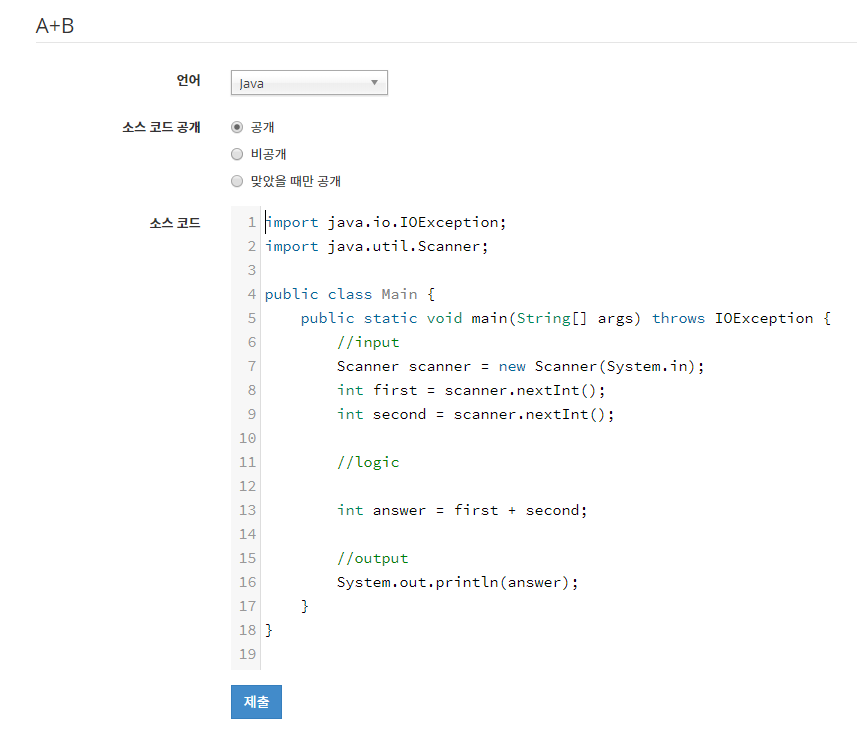 A+B
언어 Java
소스 코드 공개 공개
비공개
맞았을 때만 공개
소스 코드
1 import java.io.IOException;
2 import java.util.Scanner;
3
4 public class Main {
5     public static void main(String[] args) throws IOException {
6         //input
7         Scanner scanner = new Scanner(System.in);
8         int first = scanner.nextInt();
9         int second = scanner.nextInt();
10
11         //logic
12
13         int answer = first + second;
14
15         //output
16         System.out.println(answer);
17     }
18 }
19
제출